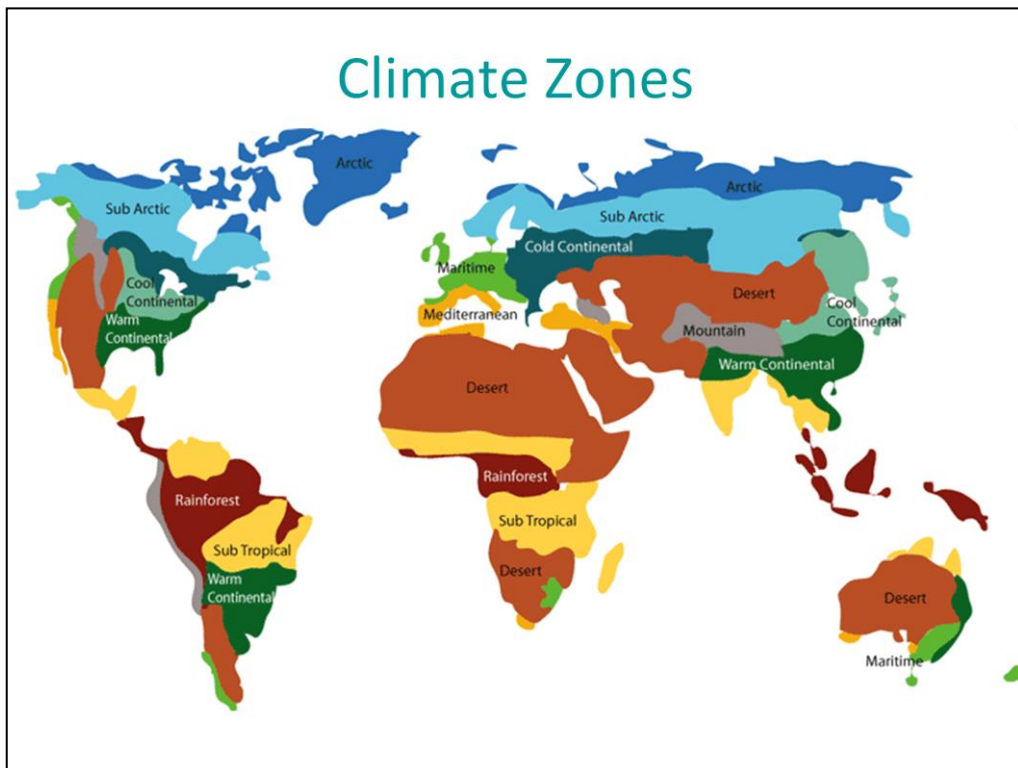 Climate Zones
Arctic
Arctic
Sub Arctic
Sub Arctic
Cold Continental
Maritime
Cool
Continental
Desert
Mediterranean
Cool
Continental
Warm
Continental
Mountain
Warm Continental
Desert
Rainforest
Rainforest
Sub Tropical
Sub Tropical
Desert
Warm
Continental
Desert
Maritime